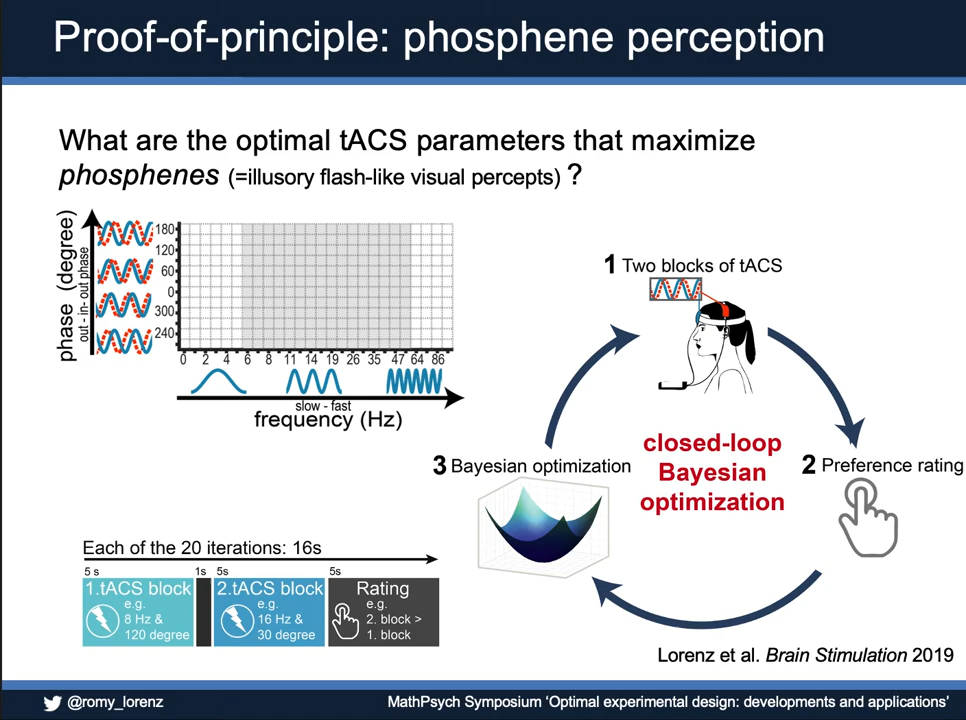 Proof-of-principle: phosphene perception
What are the optimal tACS parameters that maximize
phosphenes (=illusory flash-like visual percepts) ?
phase (degree)
out - in- out phase
180
120
60
0
300
240
0 2 4 6 8 11 14 19 26 35 47 64 86
slow - fast
frequency (Hz)
1 Two blocks of tACS
2 Preference rating
3 Bayesian optimization
closed-loop
Bayesian
optimization
Each of the 20 iterations: 16s
5 s 1s 5s 5s
1.tACS block
e.g.
8 Hz &
120 degree
2.tACS block
e.g.
16 Hz &
30 degree
Rating
e.g.
2. block >
1. block
Lorenz et al. Brain Stimulation 2019
@romy_lorenz
MathPsych Symposium ‘Optimal experimental design: developments and applications’